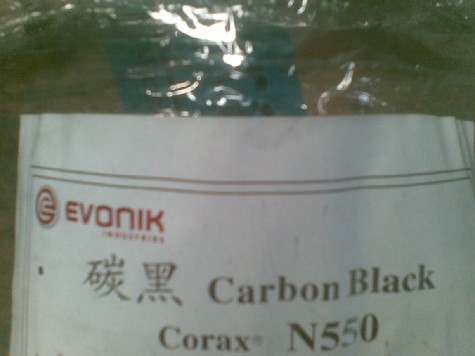 EVONIK
INDUSTRIES
碳黑 Carbon Black
Corax® N550